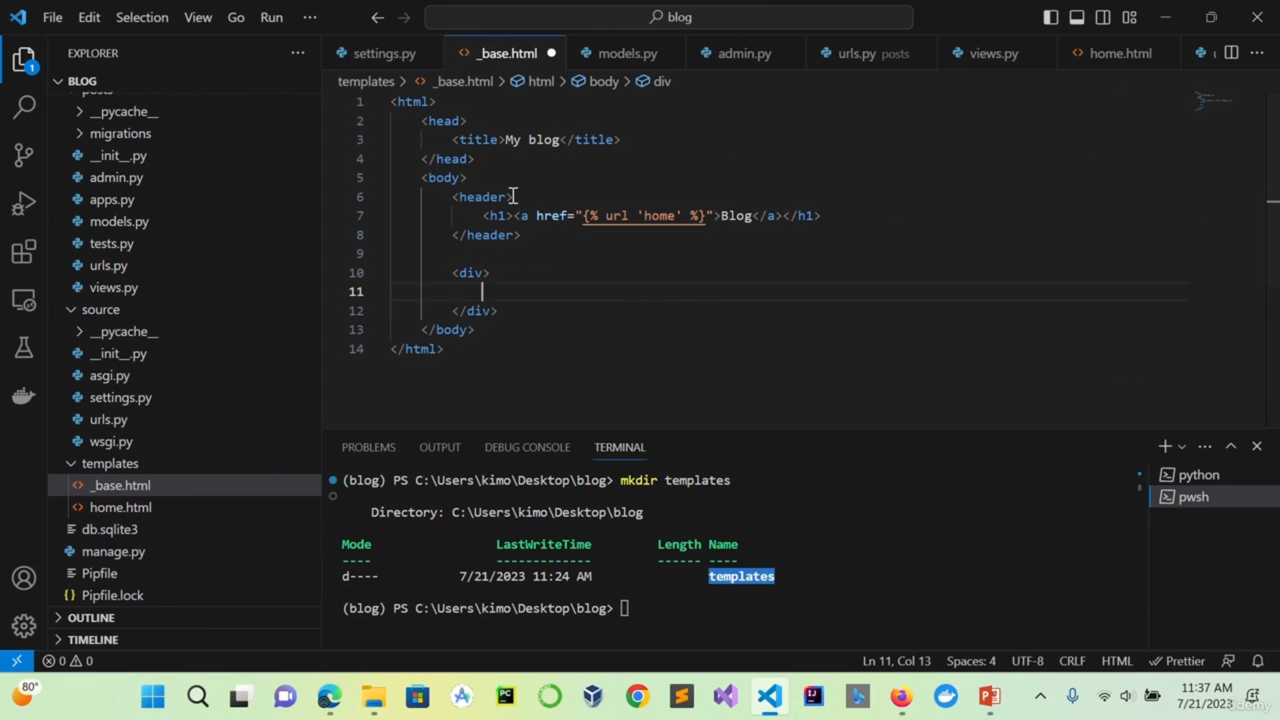 File Edit Selection View Go Run ··· blog
EXPLORER ···
settings.py _base.html models.py admin.py urls.py posts views.py home.html
BLOG
templates > _base.html > html > body > div
posts
__pycache__
migrations
__init__.py
admin.py
apps.py
models.py
tests.py
urls.py
views.py
source
__pycache__
__init__.py
asgi.py
settings.py
urls.py
wsgi.py
templates
_base.html
home.html
db.sqlite3
manage.py
Pipfile
{} Pipfile.lock
OUTLINE
TIMELINE
1 <html>
2 <head>
3 <title>My blog</title>
4 </head>
5 <body>
6 <header>
7 <h1><a href="{% url 'home' %}">Blog</a></h1>
8 </header>
9
10 <div>
11
12 </div>
13 </body>
14 </html>
PROBLEMS OUTPUT DEBUG CONSOLE TERMINAL
(blog) PS C:\Users\kimo\Desktop\blog> mkdir templates
Directory: C:\Users\kimo\Desktop\blog
Mode LastWriteTime Length Name
---- ------------- ------ ----
d---- 7/21/2023 11:24 AM templates
(blog) PS C:\Users\kimo\Desktop\blog>
python
pwsh
1
0 0 Ln 11, Col 13 Spaces: 4 UTF-8 CRLF HTML Prettier
80° 11:37 AM
7/21/2023
Udemy